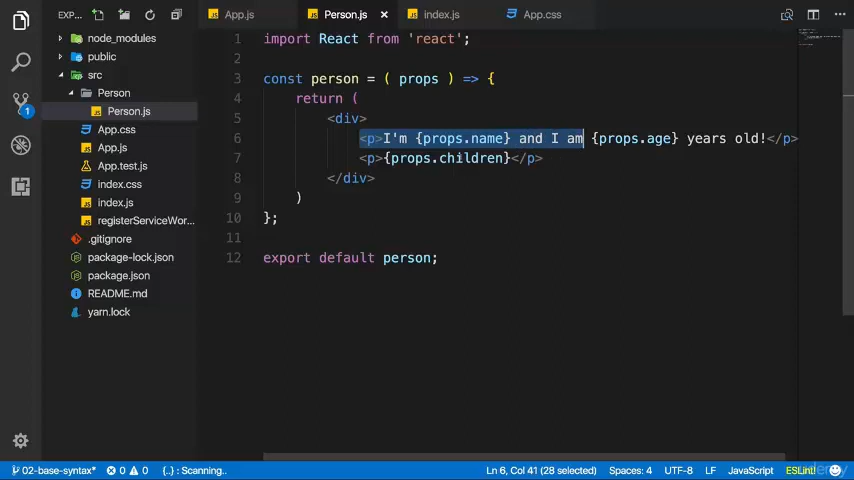 EXP...
App.js
Person.js
index.js
App.css
node_modules
public
src
Person
Person.js
App.css
App.js
App.test.js
index.css
index.js
registerServiceWor...
.gitignore
package-lock.json
package.json
README.md
yarn.lock
1
1 import React from 'react';
2
3 const person = ( props ) => {
4 return (
5 <div>
6 <p>I'm {props.name} and I am {props.age} years old!</p>
7 <p>{props.children}</p>
8 </div>
9 )
10 };
11
12 export default person;
02-base-syntax* 0 0 {..} : Scanning.. Ln 6, Col 41 (28 selected) Spaces: 4 UTF-8 LF JavaScript ESLint!
udemy